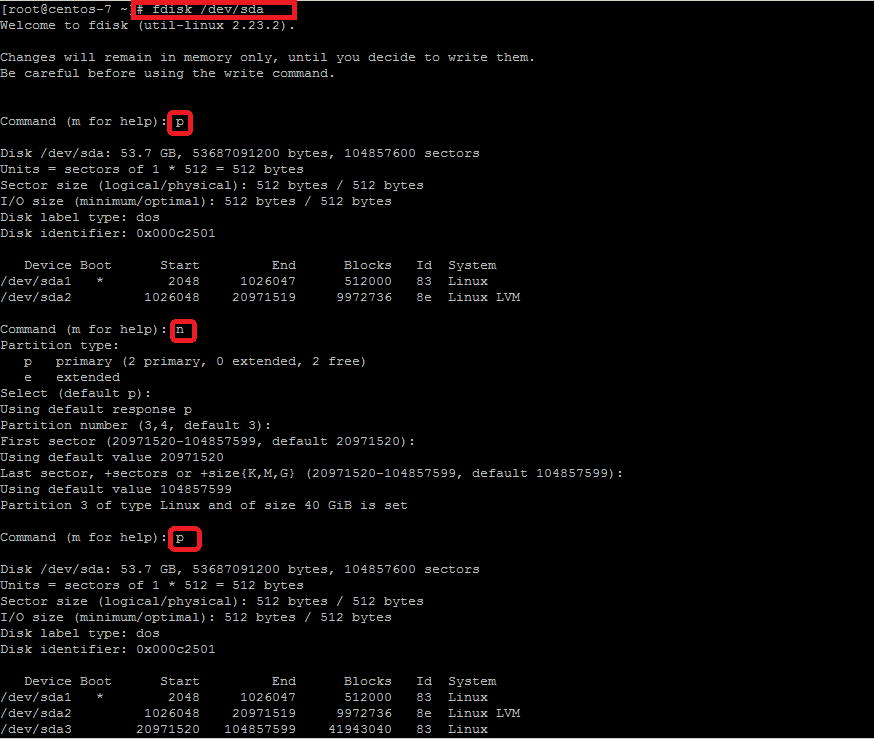 [root@centos-7 ~]# fdisk /dev/sda
Welcome to fdisk (util-linux 2.23.2).
Changes will remain in memory only, until you decide to write them.
Be careful before using the write command.
Command (m for help): p
Disk /dev/sda: 53.7 GB, 53687091200 bytes, 104857600 sectors
Units = sectors of 1 * 512 = 512 bytes
Sector size (logical/physical): 512 bytes / 512 bytes
I/O size (minimum/optimal): 512 bytes / 512 bytes
Disk label type: dos
Disk identifier: 0x000c2501
Device Boot Start End Blocks Id System
/dev/sda1 * 2048 1026047 512000 83 Linux
/dev/sda2 1026048 20971519 9972736 8e Linux LVM
Command (m for help): n
Partition type:
p primary (2 primary, 0 extended, 2 free)
e extended
Select (default p):
Using default response p
Partition number (3,4, default 3):
First sector (20971520-104857599, default 20971520):
Using default value 20971520
Last sector, +sectors or +size{K,M,G} (20971520-104857599, default 104857599):
Using default value 104857599
Partition 3 of type Linux and of size 40 GiB is set
Command (m for help): p
Disk /dev/sda: 53.7 GB, 53687091200 bytes, 104857600 sectors
Units = sectors of 1 * 512 = 512 bytes
Sector size (logical/physical): 512 bytes / 512 bytes
I/O size (minimum/optimal): 512 bytes / 512 bytes
Disk label type: dos
Disk identifier: 0x000c2501
Device Boot Start End Blocks Id System
/dev/sda1 * 2048 1026047 512000 83 Linux
/dev/sda2 1026048 20971519 9972736 8e Linux LVM
/dev/sda3 20971520 104857599 41943040 83 Linux